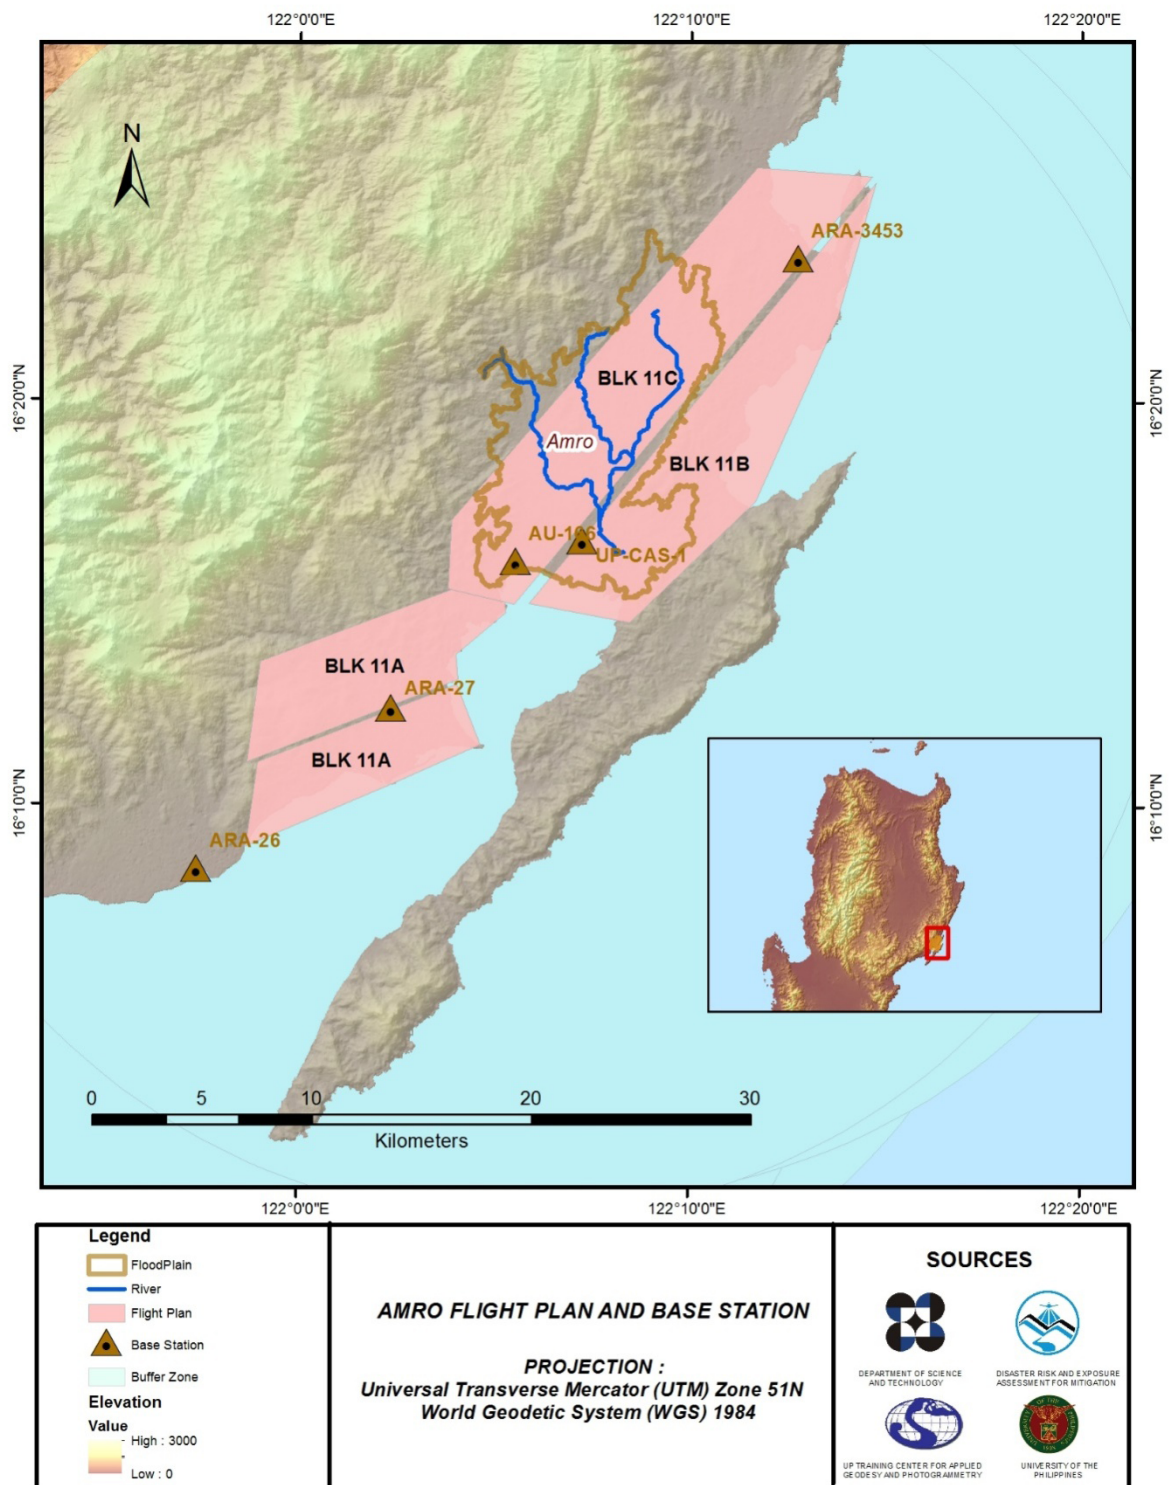 122°0'0"E
122°10'0"E
122°20'0"E
N
ARA-3453
16°20'0"N
16°20'0"N
BLK 11C
Amro
BLK 11B
AU-196
UP-CAS-1
BLK 11A
ARA-27
BLK 11A
16°10'0"N
16°10'0"N
ARA-26
0
5
10
20
30
Kilometers
122°0'0"E
122°10'0"E
122°20'0"E
Legend
FloodPlain
River
Flight Plan
Base Station
Buffer Zone
Elevation
Value
High : 3000
Low : 0
AMRO FLIGHT PLAN AND BASE STATION
PROJECTION :
Universal Transverse Mercator (UTM) Zone 51N
World Geodetic System (WGS) 1984
SOURCES
DEPARTMENT OF SCIENCE
AND TECHNOLOGY
DISASTER RISK AND EXPOSURE
ASSESSMENT FOR MITIGATION
UP TRAINING CENTER FOR APPLIED
GEODESY AND PHOTOGRAMMETRY
UNIVERSITY OF THE
PHILIPPINES